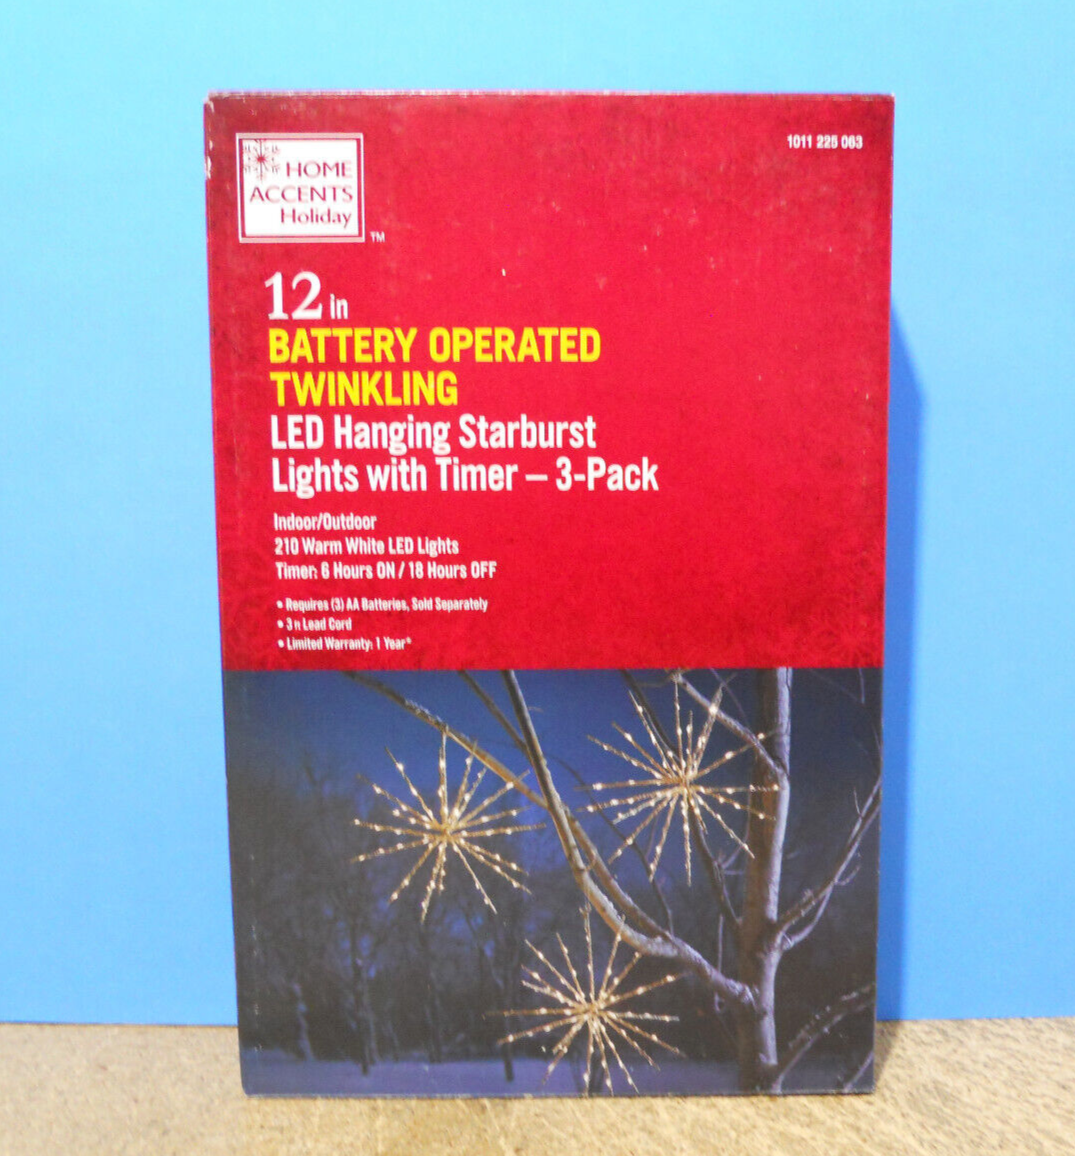 HOME
ACCENTS
Holiday
TM
1011 225 063
12 in
BATTERY OPERATED
TWINKLING
LED Hanging Starburst
Lights with Timer – 3-Pack
Indoor/Outdoor
210 Warm White LED Lights
Timer: 6 Hours ON / 18 Hours OFF
• Requires (3) AA Batteries, Sold Separately
• 3 ft Lead Cord
• Limited Warranty: 1 Year*